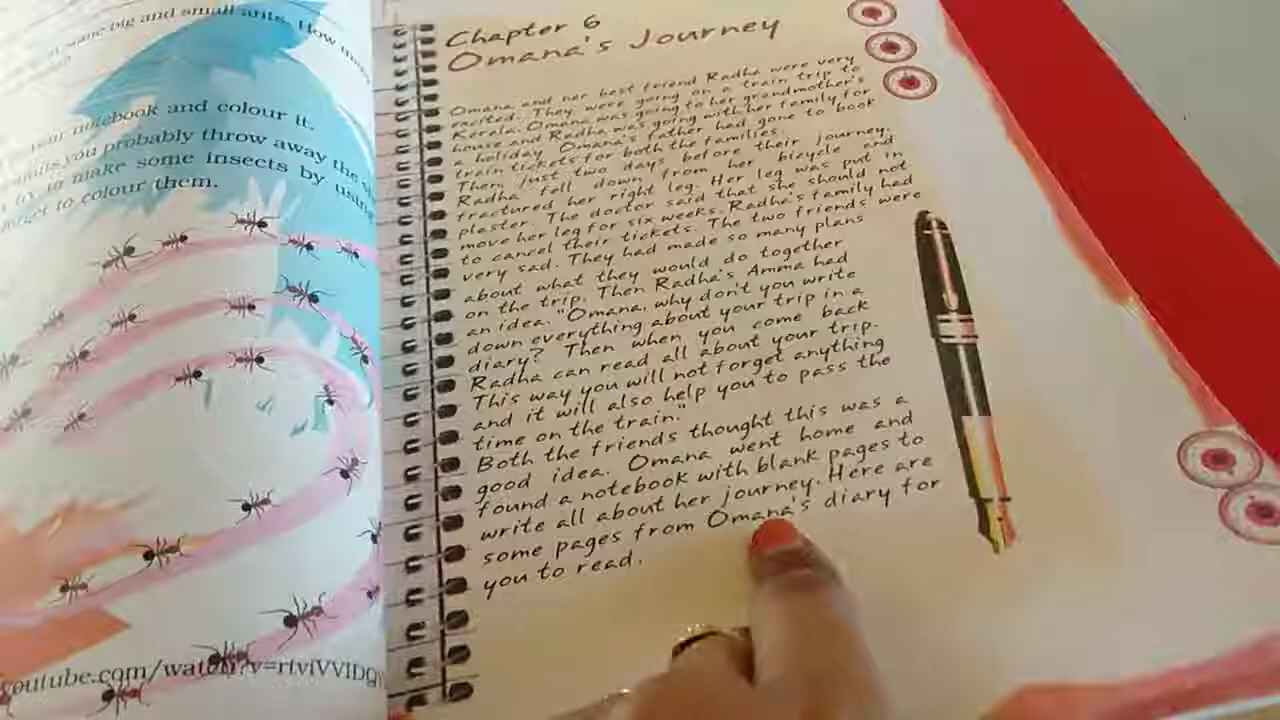 some big and small ants. How many
your notebook and colour it.
you probably throw away the
to make some insects by using
forget to colour them.
youtube.com/watch?v=rtviVVIDQ
Chapter 6
Omana's Journey
Omana and her best friend Radha were very
excited. They were going on a train trip to
Kerala. Omana was going to her grandmother's
house and Radha was going with her family for
a holiday. Omana's father had gone to book
train tickets for both the families.
Then, just two days before their journey,
Radha fell down from her bicycle and
fractured her right leg. Her leg was put in
plaster. The doctor said that she should not
move her leg for six weeks. Radha's family had
to cancel their tickets. The two friends were
very sad. They had made so many plans
about what they would do together
on the trip. Then Radha's Amma had
an idea. "Omana, why don't you write
down everything about your trip in a
diary? Then when you come back
Radha can read all about your trip.
This way you will not forget anything
and it will also help you to pass the
time on the train."
Both the friends thought this was a
good idea. Omana went home and
found a notebook with blank pages to
write all about her journey. Here are
some pages from Omana's diary for
you to read.